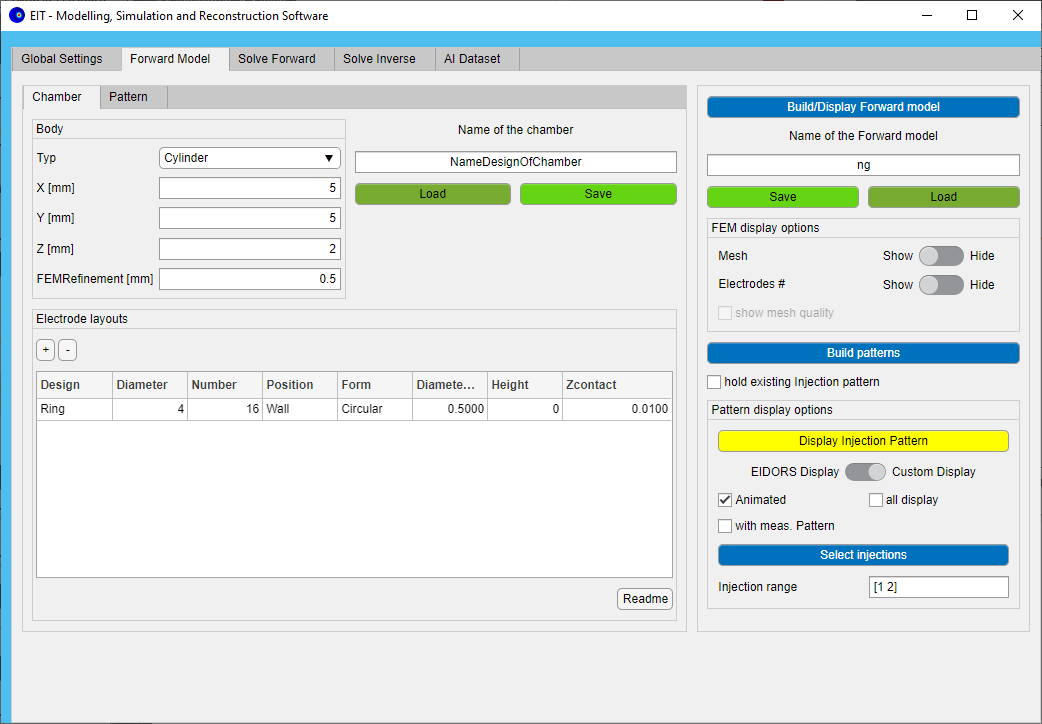 EIT - Modelling, Simulation and Reconstruction Software
Global Settings
Forward Model
Solve Forward
Solve Inverse
AI Dataset
Chamber
Pattern
Body
Typ
Cylinder
X [mm]
5
Y [mm]
5
Z [mm]
2
FEMRefinement [mm]
0.5
Name of the chamber
NameDesignOfChamber
Load
Save
Electrode layouts
+
-
Design Diameter Number Position Form Diamete... Height Zcontact
Ring 4 16 Wall Circular 0.5000 0 0.0100
Readme
Build/Display Forward model
Name of the Forward model
ng
Save
Load
FEM display options
Mesh Show Hide
Electrodes # Show Hide
show mesh quality
Build patterns
hold existing Injection pattern
Pattern display options
Display Injection Pattern
EIDORS Display Custom Display
Animated
all display
with meas. Pattern
Select injections
Injection range
[1 2]